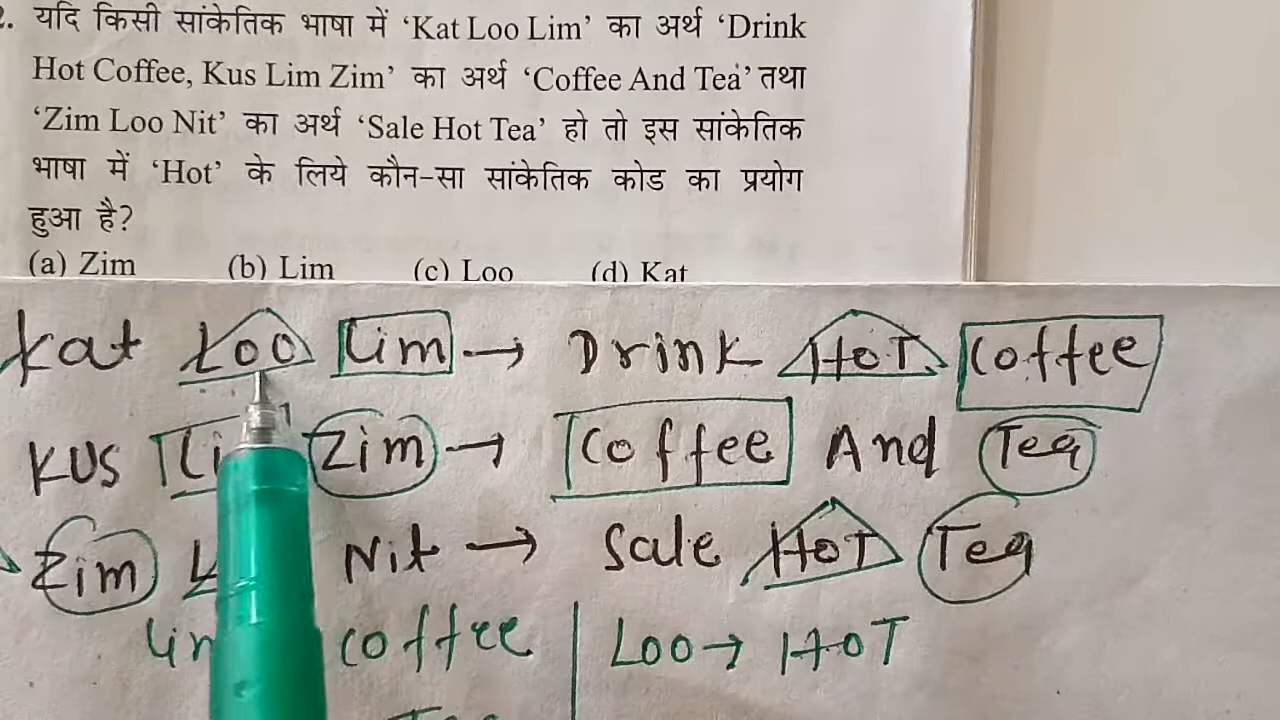 2. यदि किसी सांकेतिक भाषा में ‘Kat Loo Lim’ का अर्थ ‘Drink
Hot Coffee, Kus Lim Zim’ का अर्थ ‘Coffee And Tea’ तथा
‘Zim Loo Nit’ का अर्थ ‘Sale Hot Tea’ हो तो इस सांकेतिक
भाषा में ‘Hot’ के लिये कौन-सा सांकेतिक कोड का प्रयोग
हुआ है?
(a) Zim (b) Lim (c) Loo (d) Kat
Kat Loo Lim → Drink HOT Coffee
KUS Zim → Coffee And Tea
Zim Nit → Sale HOT Tea
coffee | Loo → HOT